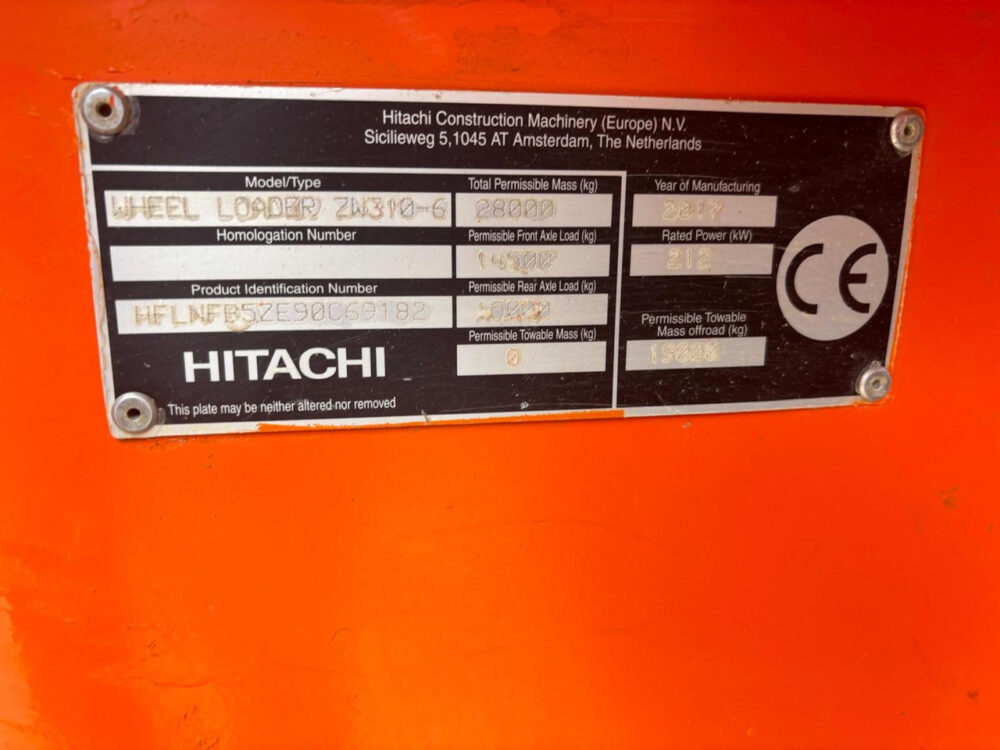 Hitachi Construction Machinery (Europe) N.V.
Sicilieweg 5,1045 AT Amsterdam, The Netherlands
Model/Type
WHEEL LOADER ZW310-6
Homologation Number
Product Identification Number
HFLNFB5ZE90C69182
HITACHI
This plate may be neither altered nor removed
Total Permissible Mass (kg)
28000
Permissible Front Axle Load (kg)
14500
Permissible Rear Axle Load (kg)
Permissible Towable Mass (kg)
0
Year of Manufacturing
2017
Rated Power (kW)
212
Permissible Towable
Mass offroad (kg)
19000
CE